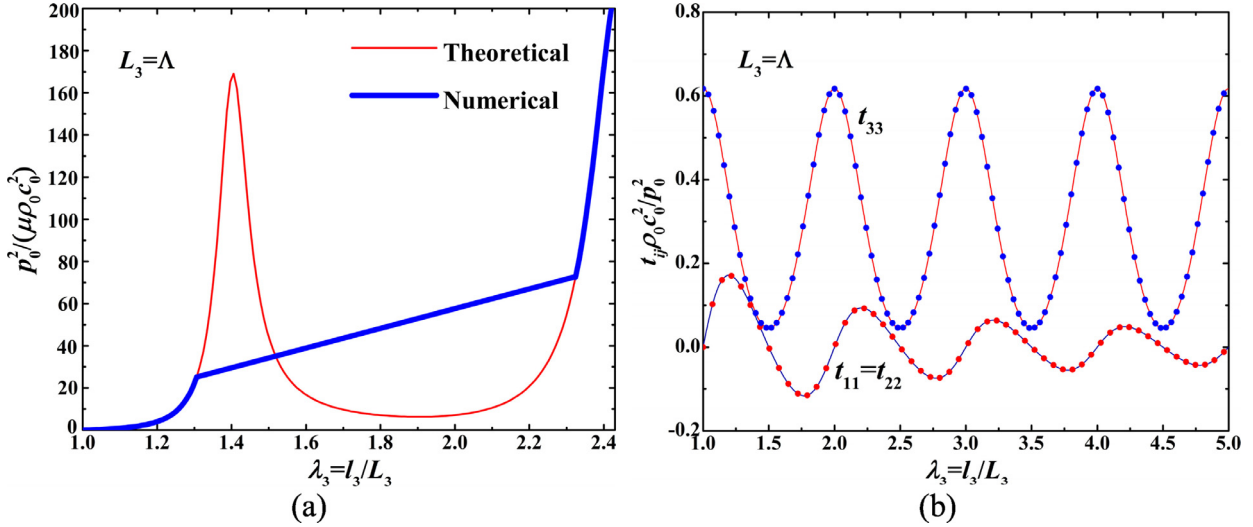 200
180
160
140
120
100
80
60
40
20
0
p₀²/(μρ₀c₀²)
L₃=Λ
Theoretical
Numerical
1.0 1.2 1.4 1.6 1.8 2.0 2.2 2.4
λ₃=l₃/L₃
(a)
0.8
0.6
0.4
0.2
0.0
-0.2
t_{ij}ρ₀c₀²/p₀²
L₃=Λ
t₃₃
t₁₁=t₂₂
1.0 1.5 2.0 2.5 3.0 3.5 4.0 4.5 5.0
λ₃=l₃/L₃
(b)